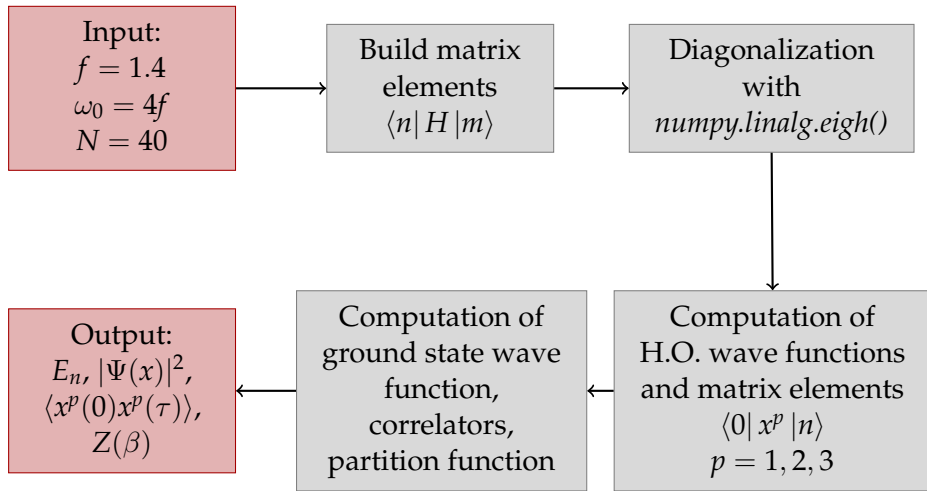 Input:
f = 1.4
ω₀ = 4f
N = 40
Build matrix
elements
⟨n| H |m⟩
Diagonalization
with
numpy.linalg.eigh()
Computation of
H.O. wave functions
and matrix elements
⟨0| xᵖ |n⟩
p = 1, 2, 3
Computation of
ground state wave
function,
correlators,
partition function
Output:
Eₙ, |Ψ(x)|²,
⟨xᵖ(0)xᵖ(τ)⟩,
Z(β)